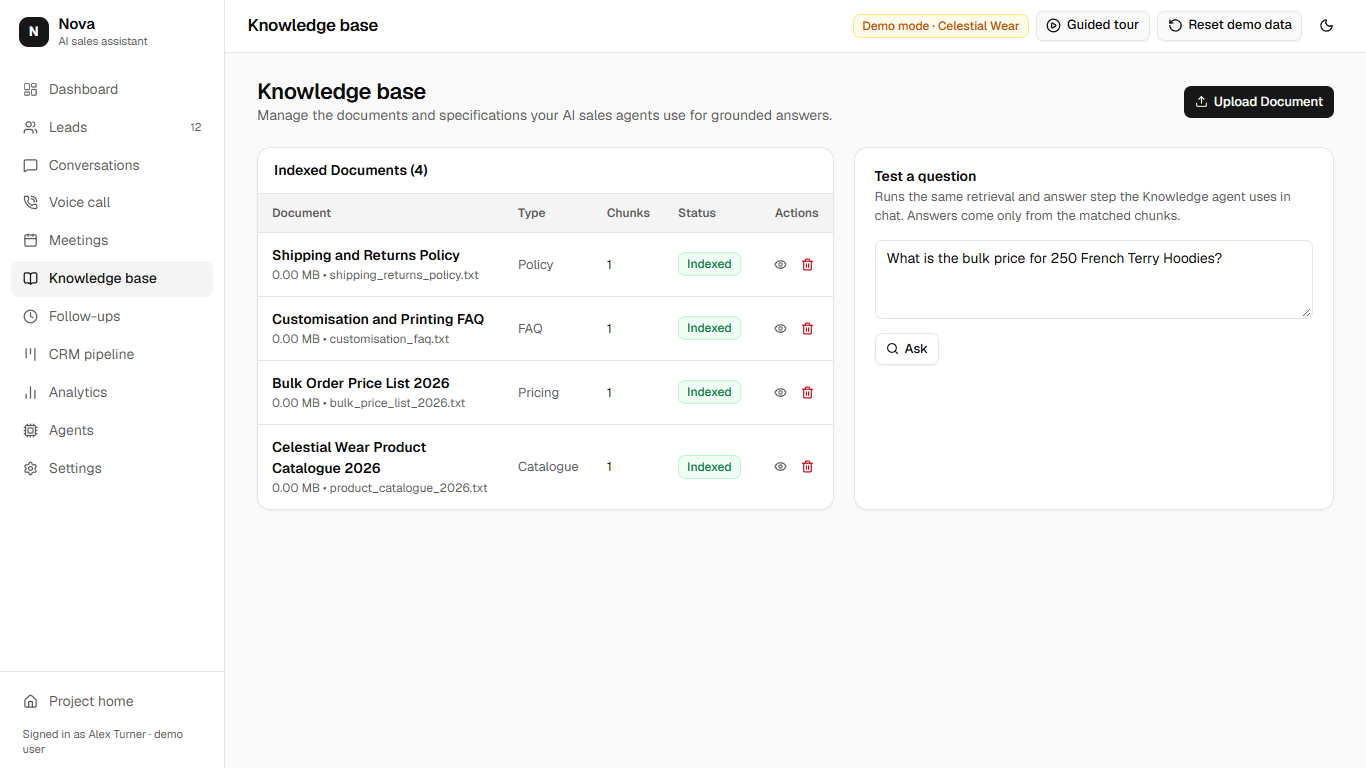 N
Nova
AI sales assistant
Dashboard
Leads 12
Conversations
Voice call
Meetings
Knowledge base
Follow-ups
CRM pipeline
Analytics
Agents
Settings
Project home
Signed in as Alex Turner · demo
user
Knowledge base
Demo mode · Celestial Wear
Guided tour
Reset demo data
Knowledge base
Manage the documents and specifications your AI sales agents use for grounded answers.
Upload Document
Indexed Documents (4)
Document Type Chunks Status Actions
Shipping and Returns Policy
0.00 MB • shipping_returns_policy.txt
Policy 1 Indexed
Customisation and Printing FAQ
0.00 MB • customisation_faq.txt
FAQ 1 Indexed
Bulk Order Price List 2026
0.00 MB • bulk_price_list_2026.txt
Pricing 1 Indexed
Celestial Wear Product
Catalogue 2026
0.00 MB • product_catalogue_2026.txt
Catalogue 1 Indexed
Test a question
Runs the same retrieval and answer step the Knowledge agent uses in
chat. Answers come only from the matched chunks.
What is the bulk price for 250 French Terry Hoodies?
Ask